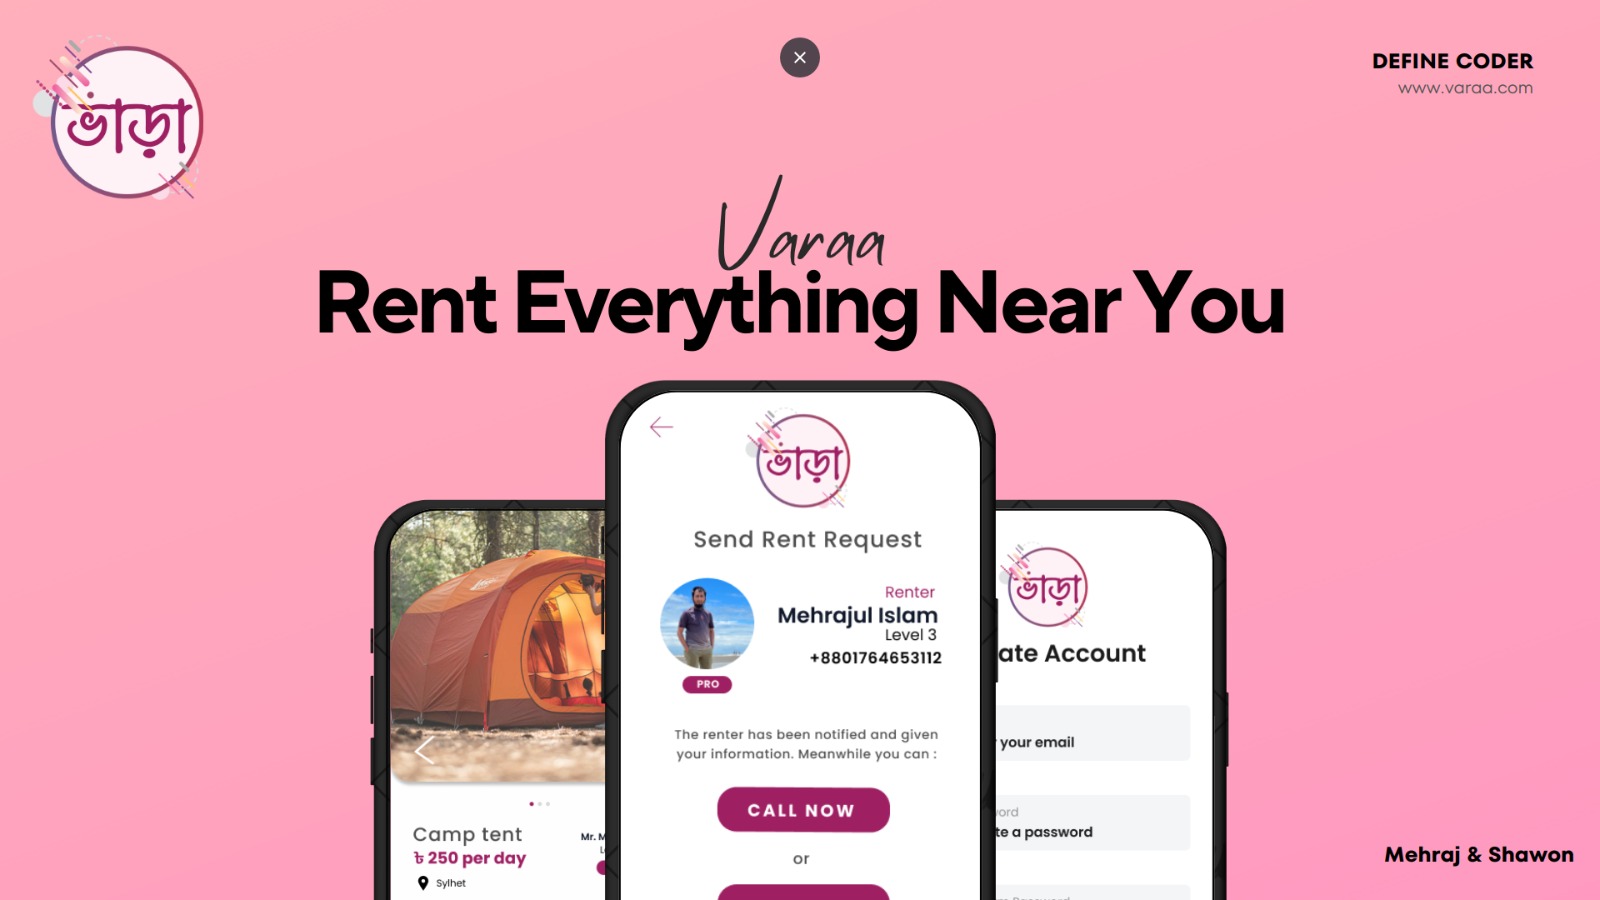 ভাড়া
DEFINE CODER
www.varaa.com
Varaa
Rent Everything Near You
ভাড়া
Send Rent Request
Renter
Mehrajul Islam
Level 3
+8801764653112
PRO
The renter has been notified and given
your information. Meanwhile you can :
CALL NOW
or
Camp tent
৳ 250 per day
Sylhet
Mr. M
ভাড়া
ate Account
your email
ord
te a password
Mehraj & Shawon